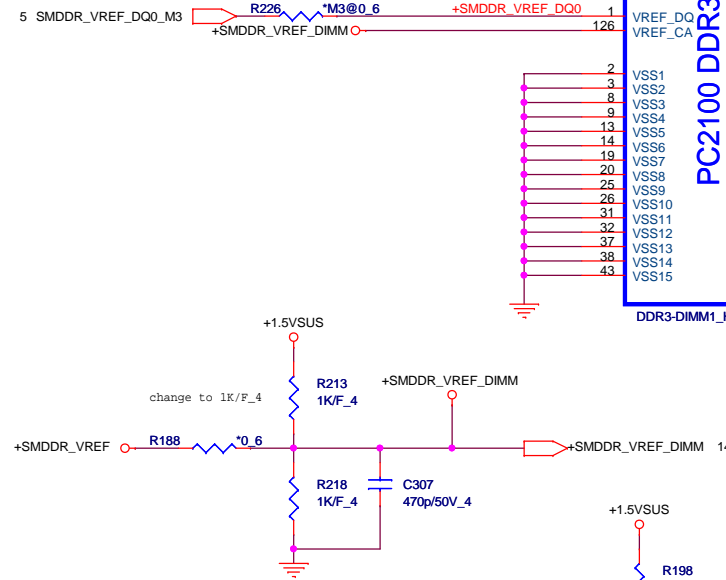 5 SMDDR_VREF_DQ0_M3
R226
*M3@0_6
+SMDDR_VREF_DQ0
1
VREF_DQ
+SMDDR_VREF_DIMM
126
VREF_CA
2 VSS1
3 VSS2
8 VSS3
9 VSS4
13 VSS5
14 VSS6
19 VSS7
20 VSS8
25 VSS9
26 VSS10
31 VSS11
32 VSS12
37 VSS13
38 VSS14
43 VSS15
PC2100 DDR3
DDR3-DIMM1_H
+1.5VSUS
R213
1K/F_4
change to 1K/F_4
+SMDDR_VREF_DIMM
+SMDDR_VREF
R188
*0_6
+SMDDR_VREF_DIMM 14
R218
1K/F_4
C307
470p/50V_4
+1.5VSUS
R198